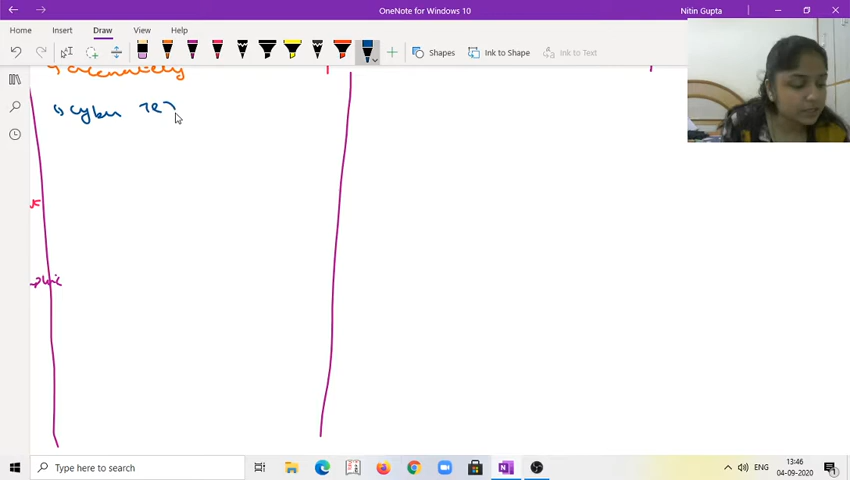 OneNote for Windows 10
Nitin Gupta
Home Insert Draw View Help
Shapes Ink to Shape Ink to Text
Cyber
Type here to search
ENG
13:46
04-09-2020